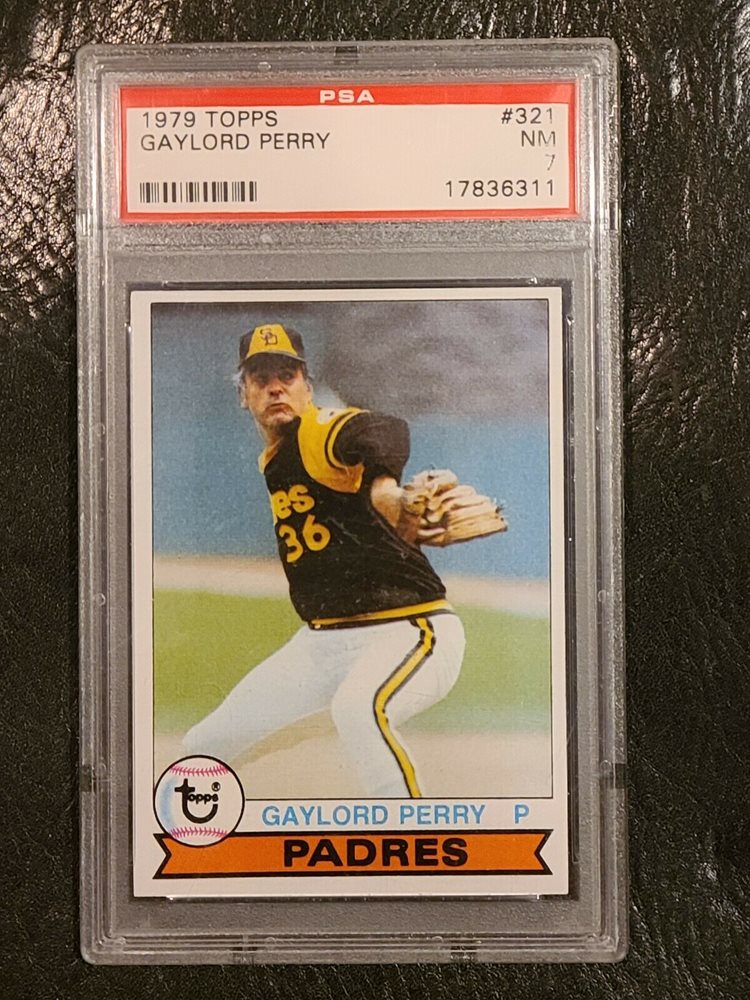 PSA
1979 TOPPS #321
GAYLORD PERRY NM
7
17836311
SD
es
36
topps®
GAYLORD PERRY P
PADRES